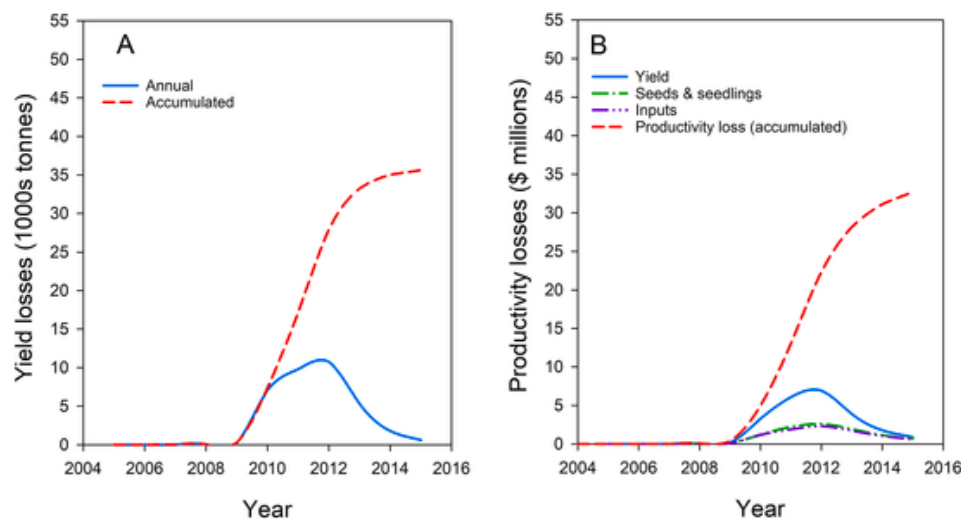 A
Annual
Accumulated
Yield losses (1000s tonnes)
55
50
45
40
35
30
25
20
15
10
5
0
2004 2006 2008 2010 2012 2014 2016
Year
B
Yield
Seeds & seedlings
Inputs
Productivity loss (accumulated)
Productivity losses ($ millions)
55
50
45
40
35
30
25
20
15
10
5
0
2004 2006 2008 2010 2012 2014 2016
Year